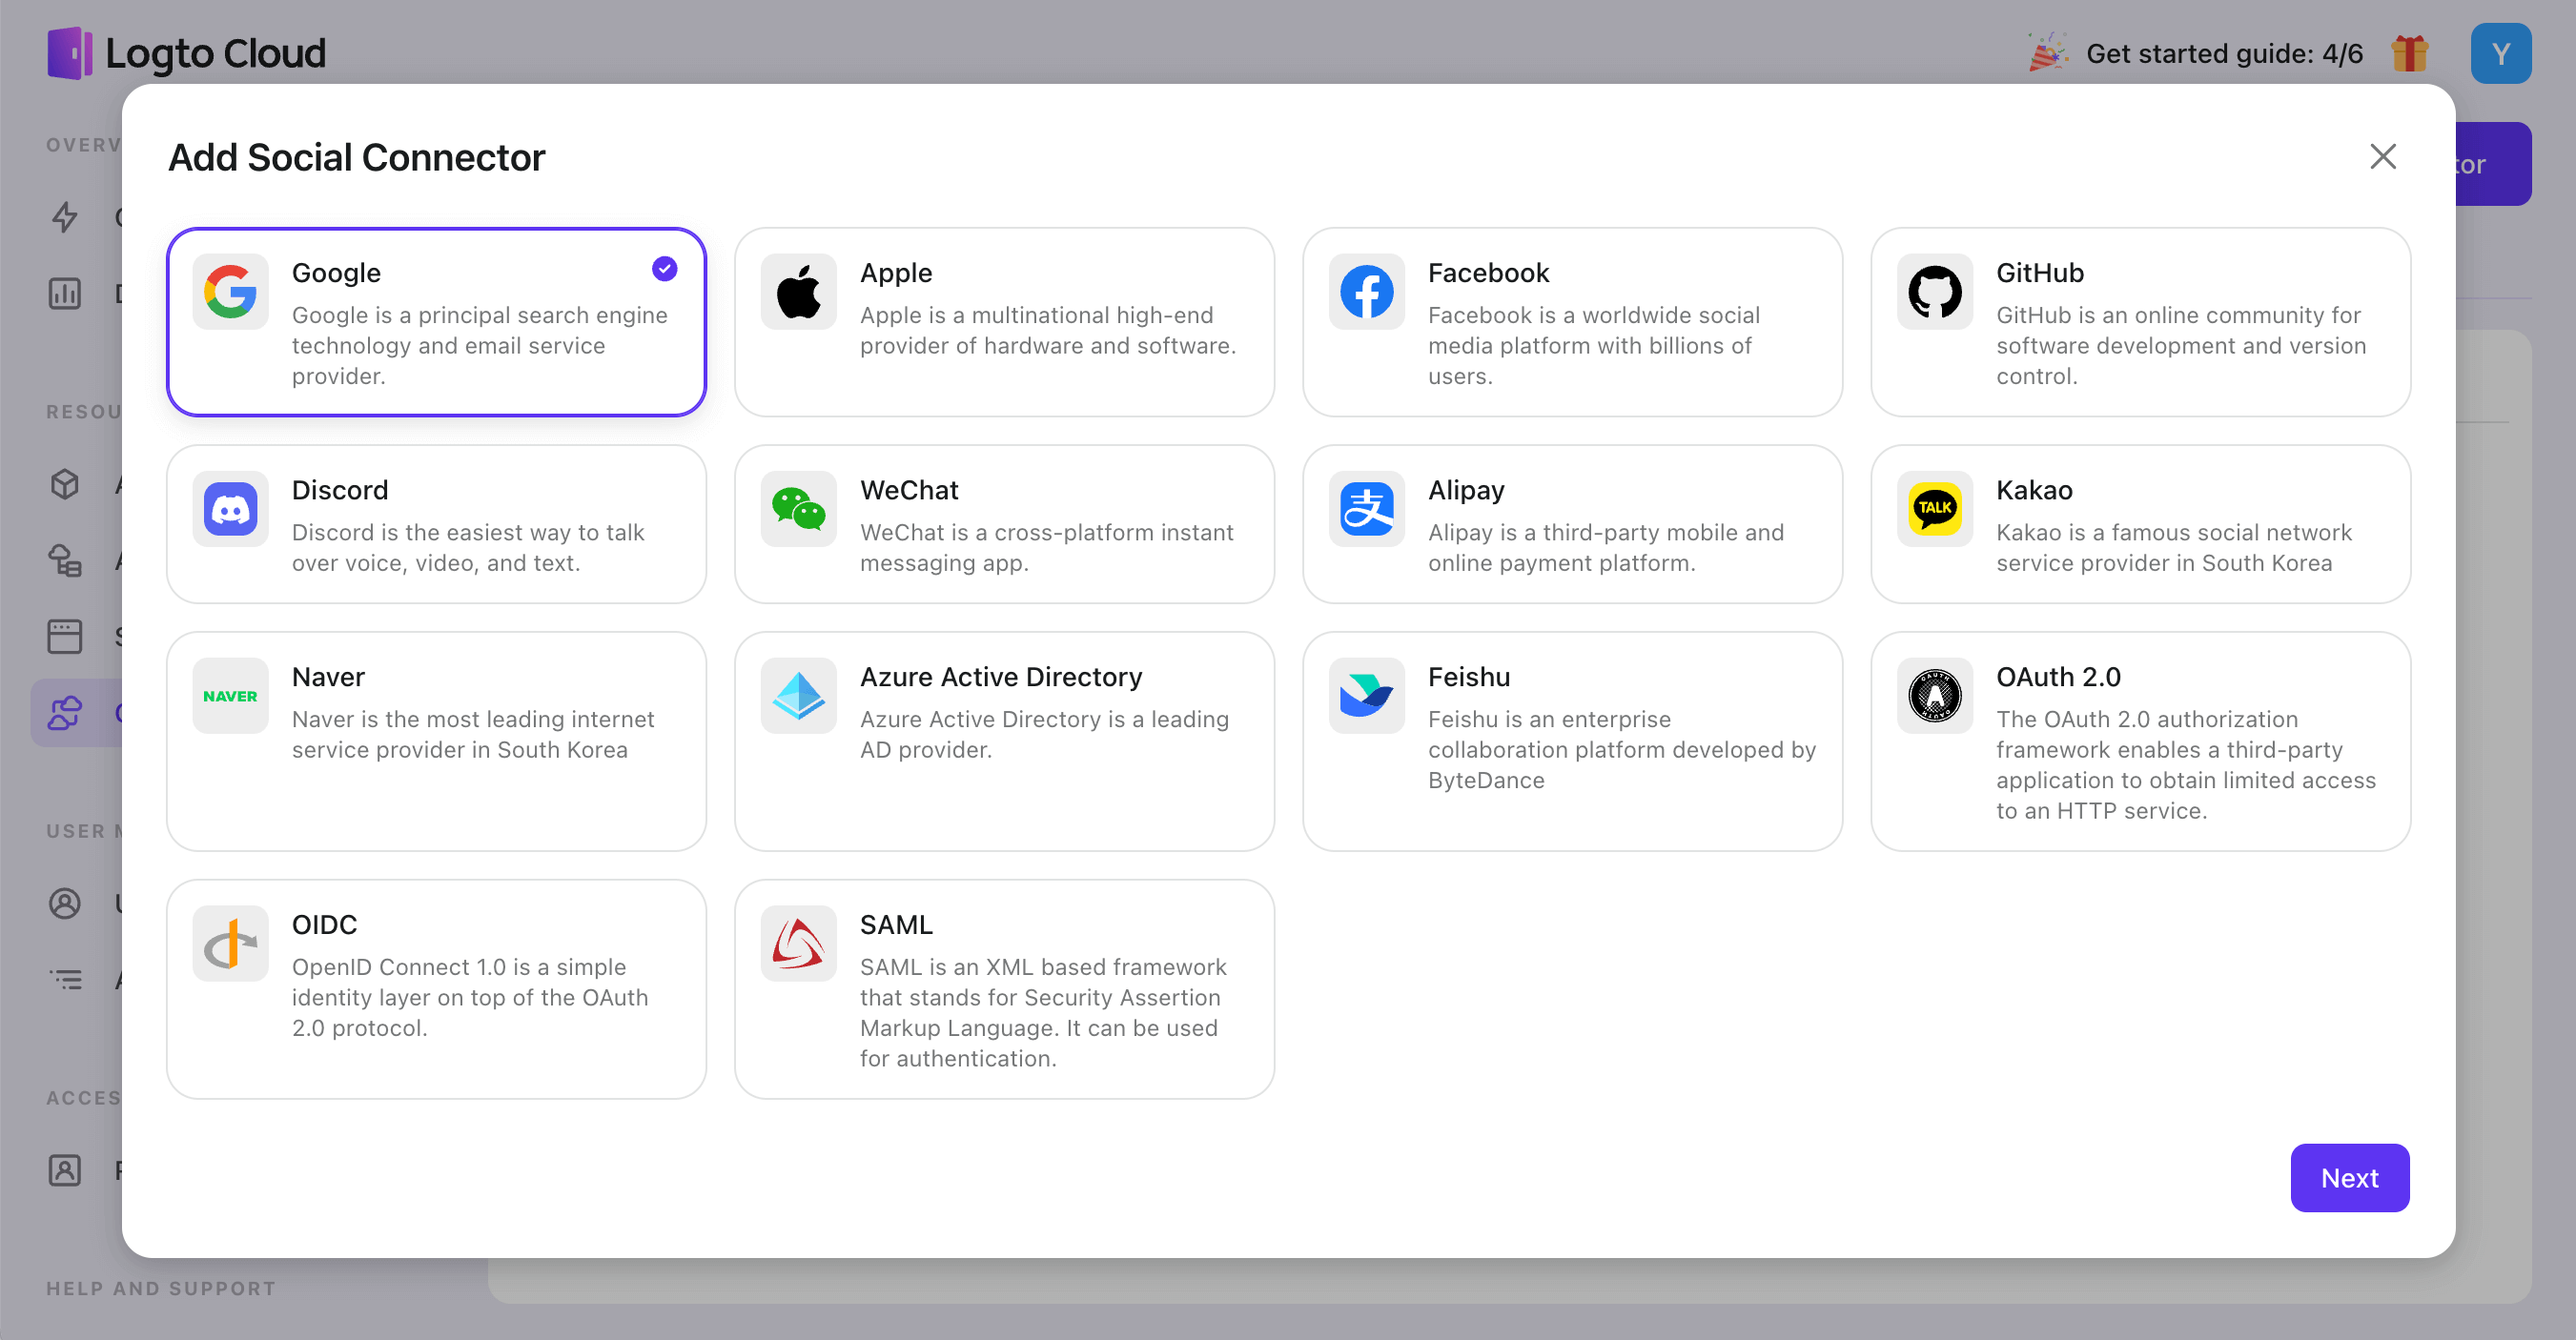 Logto Cloud
Get started guide: 4/6
Y
OVERV
tor
RESOU
USER M
ACCES
HELP AND SUPPORT
Add Social Connector
Google
Google is a principal search engine
technology and email service
provider.
Apple
Apple is a multinational high-end
provider of hardware and software.
Facebook
Facebook is a worldwide social
media platform with billions of
users.
GitHub
GitHub is an online community for
software development and version
control.
Discord
Discord is the easiest way to talk
over voice, video, and text.
WeChat
WeChat is a cross-platform instant
messaging app.
支
Alipay
Alipay is a third-party mobile and
online payment platform.
TALK
Kakao
Kakao is a famous social network
service provider in South Korea
NAVER
Naver
Naver is the most leading internet
service provider in South Korea
Azure Active Directory
Azure Active Directory is a leading
AD provider.
Feishu
Feishu is an enterprise
collaboration platform developed by
ByteDance
OAUTH
A
OAUTH
OAuth 2.0
The OAuth 2.0 authorization
framework enables a third-party
application to obtain limited access
to an HTTP service.
OIDC
OpenID Connect 1.0 is a simple
identity layer on top of the OAuth
2.0 protocol.
SAML
SAML is an XML based framework
that stands for Security Assertion
Markup Language. It can be used
for authentication.
Next